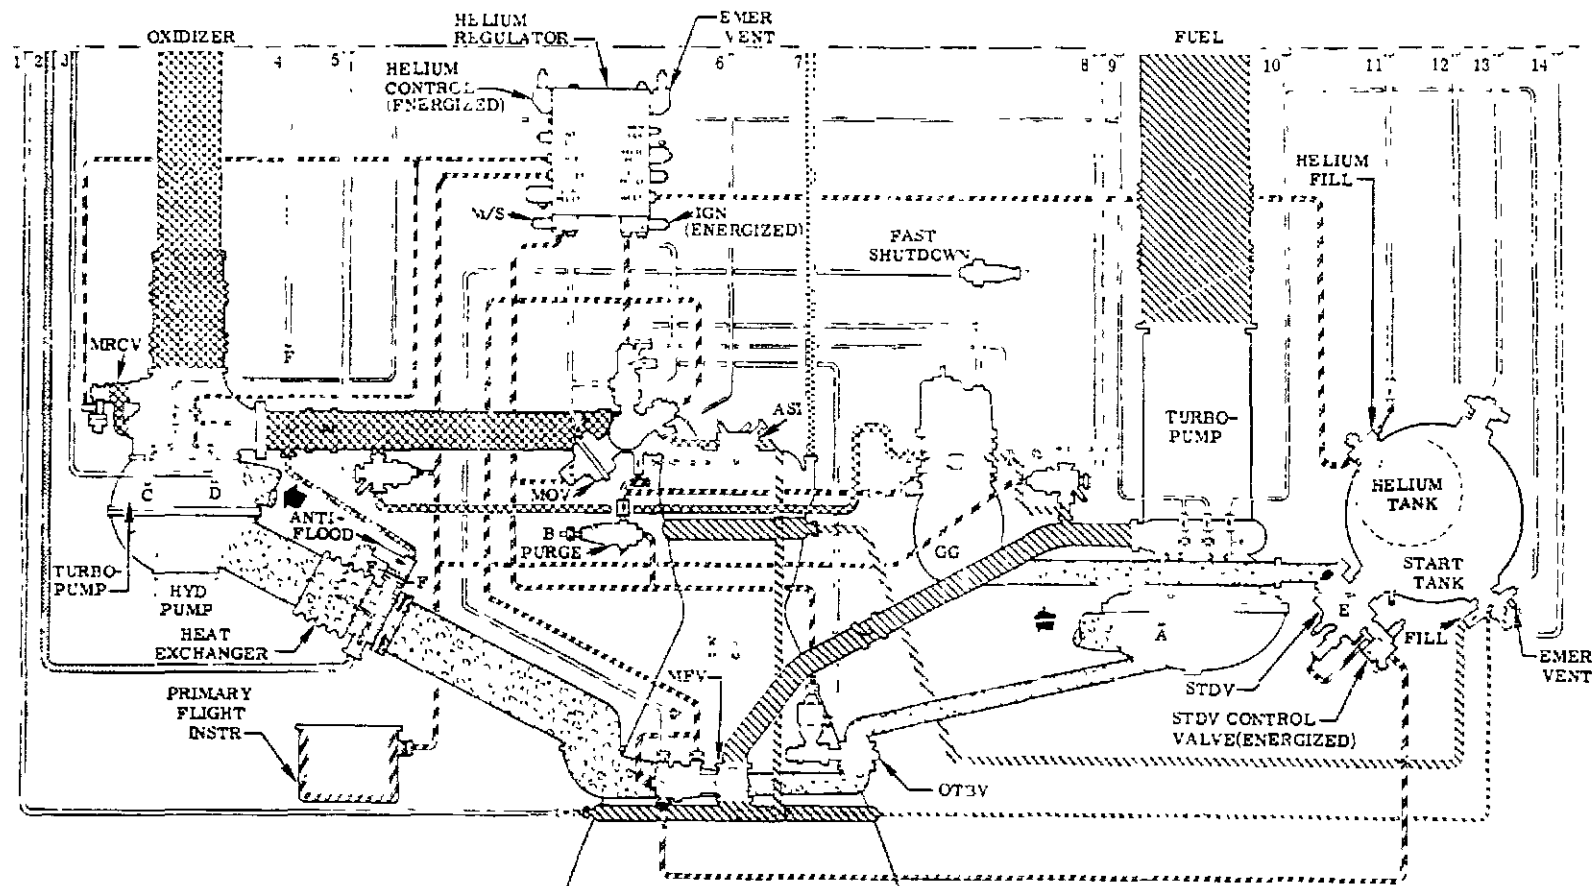 OXIDIZER
HELIUM
REGULATOR
EMER
VENT
FUEL
1
2
3
4
5
6
7
8
9
10
11
12
13
14
HELIUM
CONTROL
(ENERGIZED)
HELIUM
FILL
M/S
IGN
(ENERGIZED)
FAST
SHUTDOWN
MRCV
ASI
TURBO-
PUMP
MOV
HELIUM
TANK
C
D
ANTI-
FLOOD
B
PURGE
GG
START
TANK
TURBO-
PUMP
HYD
PUMP
F
E
A
HEAT
EXCHANGER
FILL
EMER
VENT
MFV
STDV
PRIMARY
FLIGHT
INSTR
STDV CONTROL
VALVE(ENERGIZED)
OTBV